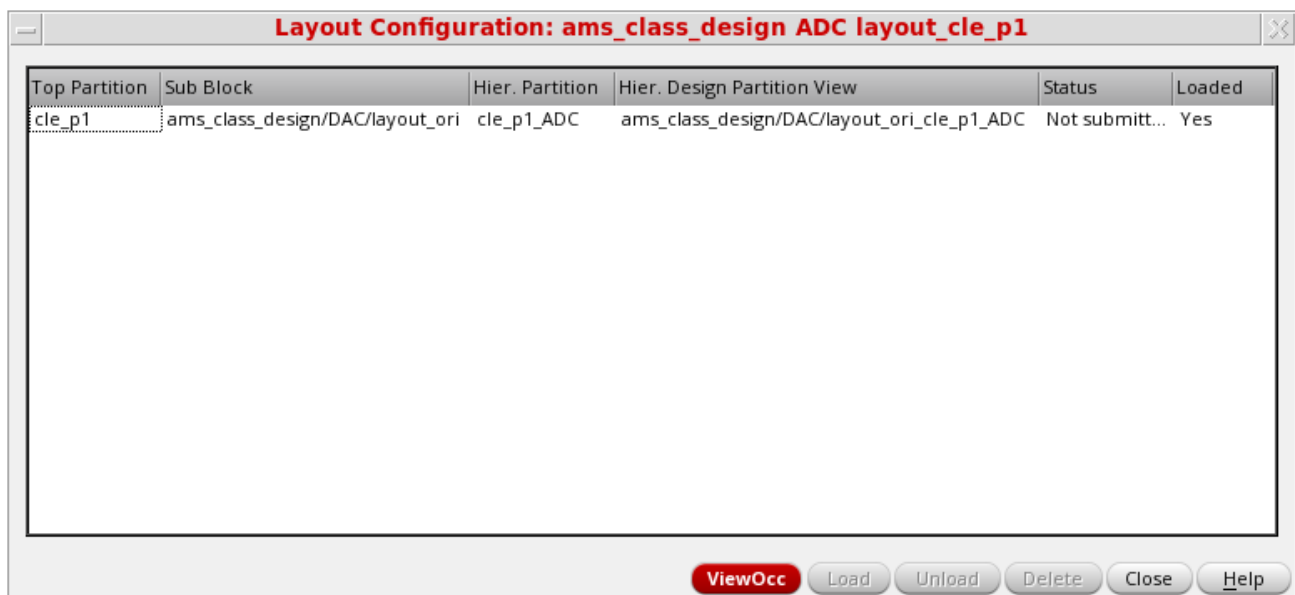 Layout Configuration: ams_class_design ADC layout_cle_p1
Top Partition Sub Block Hier. Partition Hier. Design Partition View Status Loaded
cle_p1 ams_class_design/DAC/layout_ori cle_p1_ADC ams_class_design/DAC/layout_ori_cle_p1_ADC Not submitt... Yes
ViewOcc Load Unload Delete Close Help